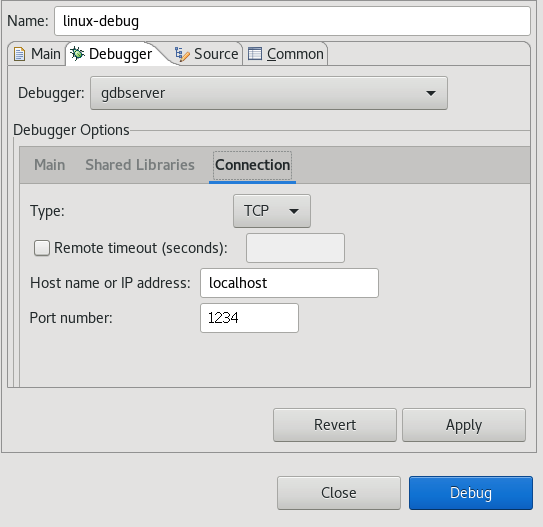 Name: linux-debug
Main Debugger Source Common
Debugger: gdbserver
Debugger Options
Main Shared Libraries Connection
Type: TCP
Remote timeout (seconds):
Host name or IP address: localhost
Port number: 1234
Revert Apply
Close Debug